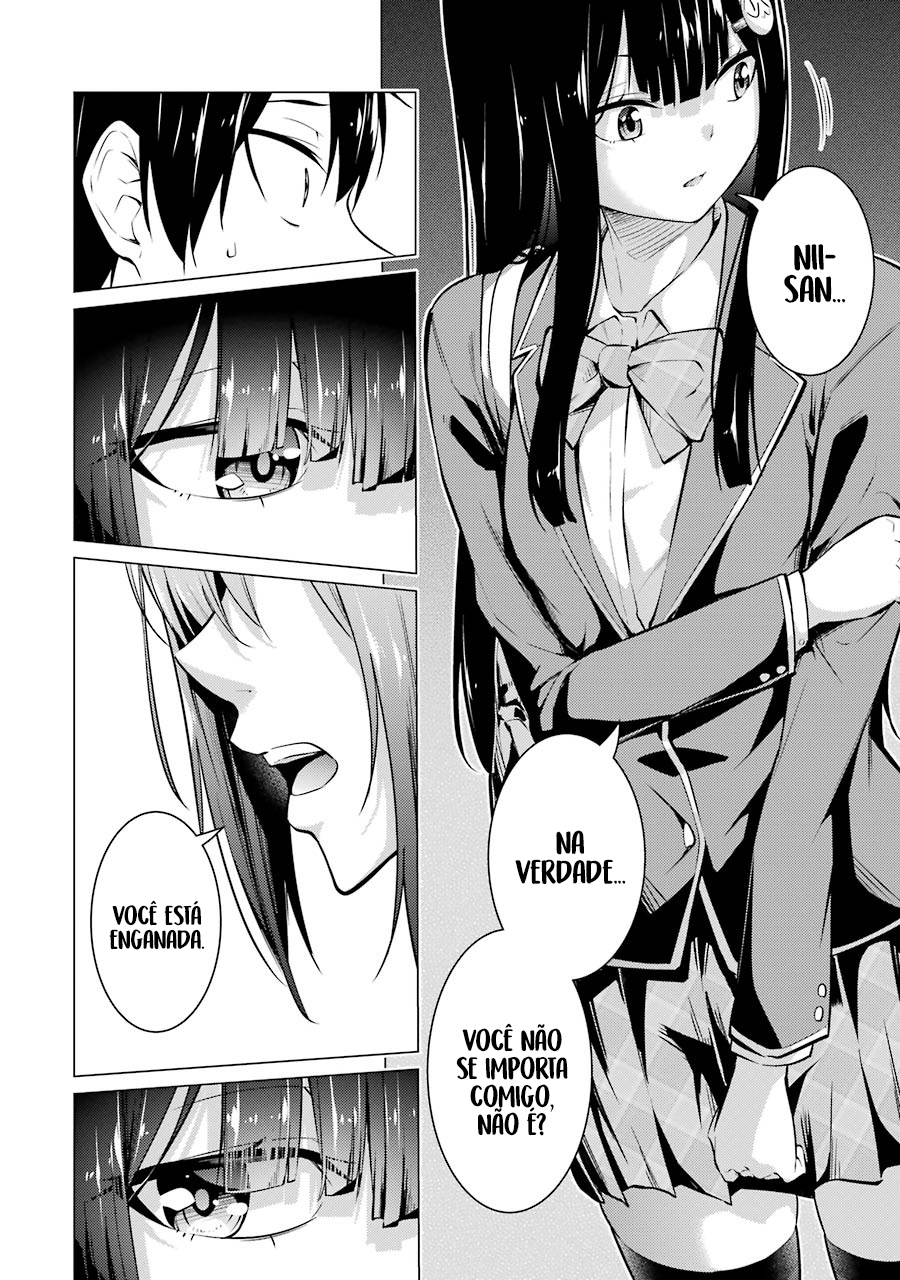 NII-
SAN...
NA
VERDADE...
VOCÊ NÃO
SE IMPORTA
COMIGO,
NÃO É?
VOCÊ ESTÁ
ENGANADA.